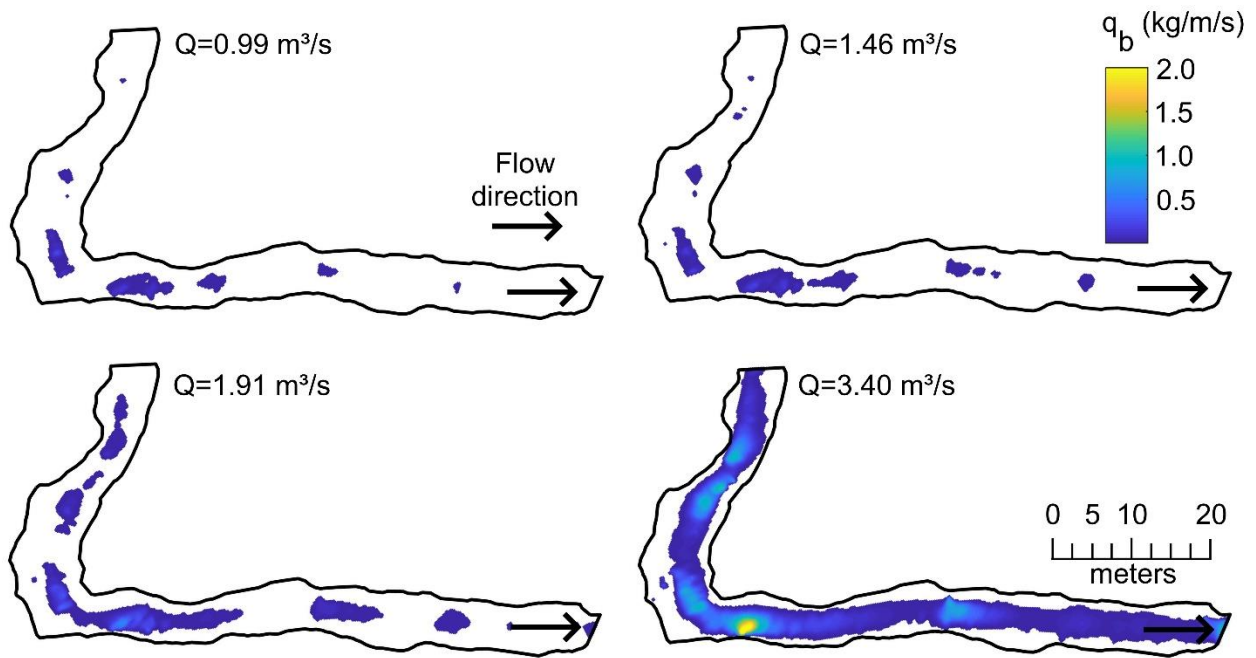 Q=0.99 m³/s
Q=1.46 m³/s
q_b (kg/m/s)
2.0
1.5
1.0
0.5
Flow
direction
Q=1.91 m³/s
Q=3.40 m³/s
0 5 10 20
meters